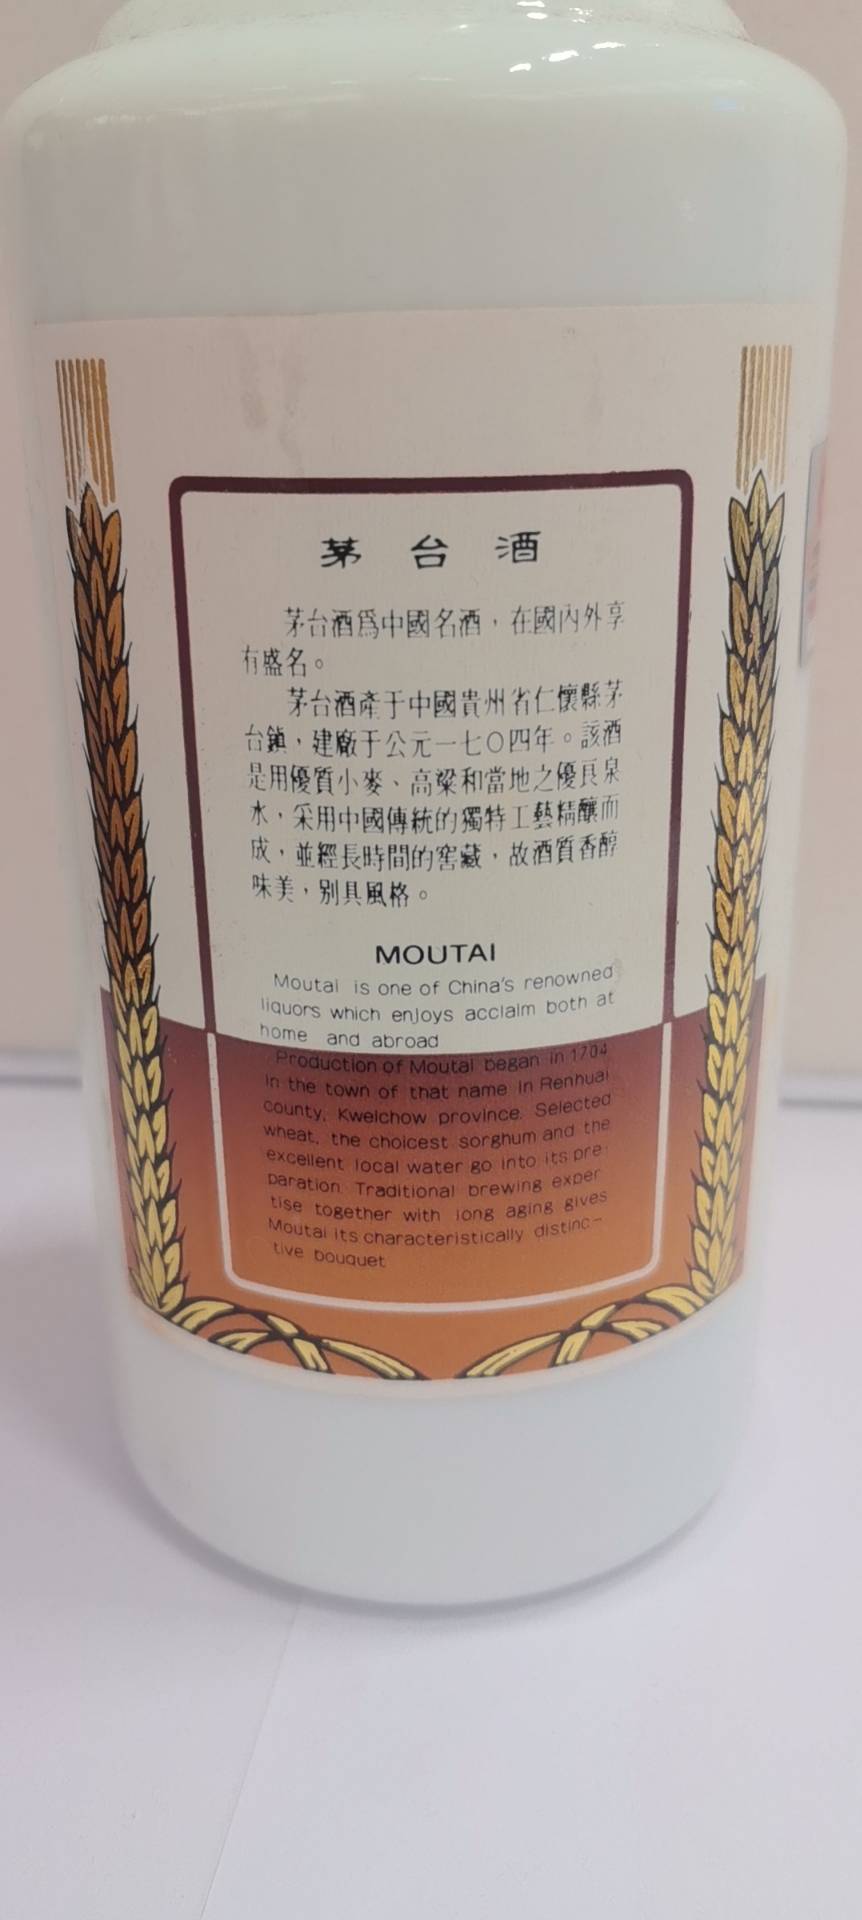 茅台酒
茅台酒爲中國名酒，在國內外享
有盛名。
茅台酒產于中國貴州省仁懷縣茅
台鎮，建廠于公元一七〇四年。該酒
是用優質小麥、高粱和當地之優良泉
水，采用中國傳統的獨特工藝精釀而
成，並經長時間的窖藏，故酒質香醇
味美，别具風格。
MOUTAI
Moutai is one of China's renowned
liquors which enjoys acclaim both at
home and abroad
Production of Moutai began in 1704
in the town of that name in Renhuai
county, Kweichow province. Selected
wheat, the choicest sorghum and the
excellent local water go into its pre-
paration. Traditional brewing exper
tise together with long aging gives
Moutai its characteristically distinc-
tive bouquet